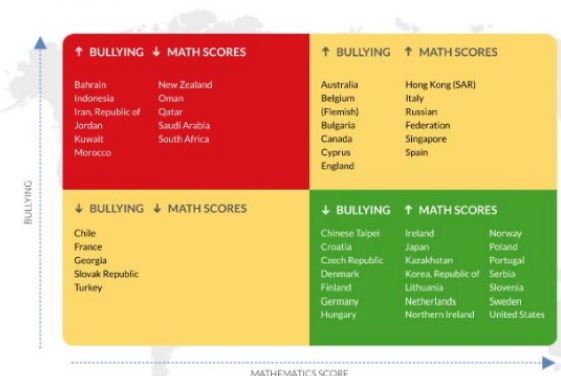 ↑ BULLYING ↓ MATH SCORES
Bahrain
Indonesia
Iran, Republic of
Jordan
Kuwait
Morocco
New Zealand
Oman
Qatar
Saudi Arabia
South Africa
↑ BULLYING ↑ MATH SCORES
Australia
Belgium
(Flemish)
Bulgaria
Canada
Cyprus
England
Hong Kong (SAR)
Italy
Russian
Federation
Singapore
Spain
BULLYING
↓ BULLYING ↓ MATH SCORES
Chile
France
Georgia
Slovak Republic
Turkey
↓ BULLYING ↑ MATH SCORES
Chinese Taipei
Croatia
Czech Republic
Denmark
Finland
Germany
Hungary
Ireland
Japan
Kazakhstan
Korea, Republic of
Lithuania
Netherlands
Northern Ireland
Norway
Poland
Portugal
Serbia
Slovenia
Sweden
United States
MATHEMATICS SCORE